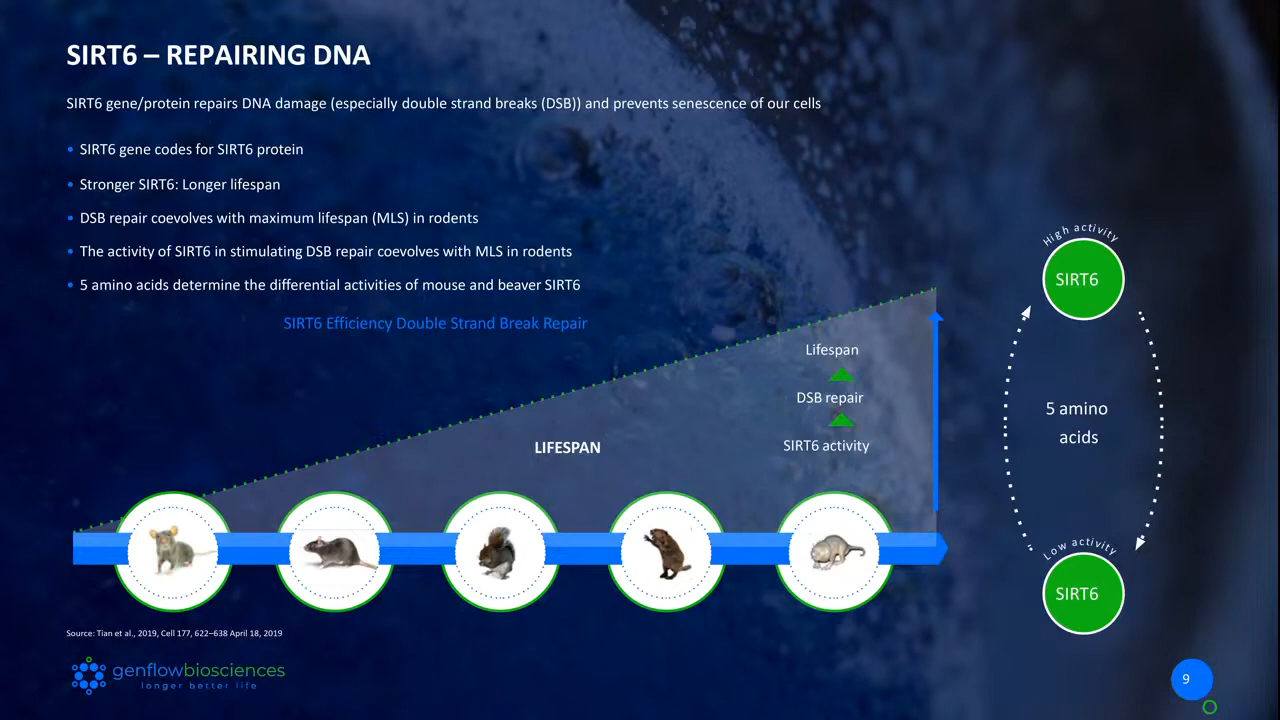 SIRT6 – REPAIRING DNA
SIRT6 gene/protein repairs DNA damage (especially double strand breaks (DSB)) and prevents senescence of our cells
• SIRT6 gene codes for SIRT6 protein
• Stronger SIRT6: Longer lifespan
• DSB repair coevolves with maximum lifespan (MLS) in rodents
• The activity of SIRT6 in stimulating DSB repair coevolves with MLS in rodents
• 5 amino acids determine the differential activities of mouse and beaver SIRT6
SIRT6 Efficiency Double Strand Break Repair
Lifespan
DSB repair
SIRT6 activity
LIFESPAN
High activity
SIRT6
5 amino
acids
Low activity
SIRT6
Source: Tian et al., 2019, Cell 177, 622–638 April 18, 2019
genflowbiosciences
longer better life
9